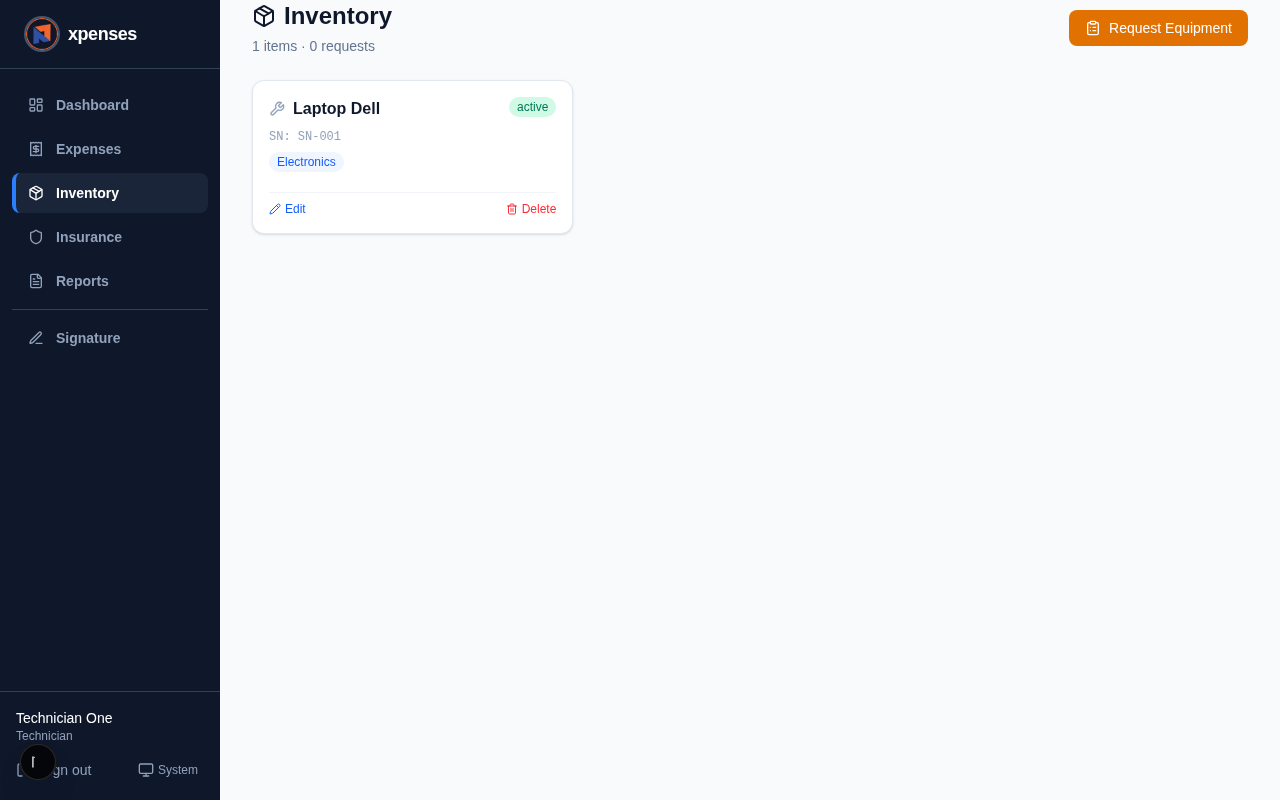 xpenses
Dashboard
Expenses
Inventory
Insurance
Reports
Signature
Technician One
Technician
gn out
System
Inventory
1 items · 0 requests
Request Equipment
Laptop Dell
active
SN: SN-001
Electronics
Edit
Delete